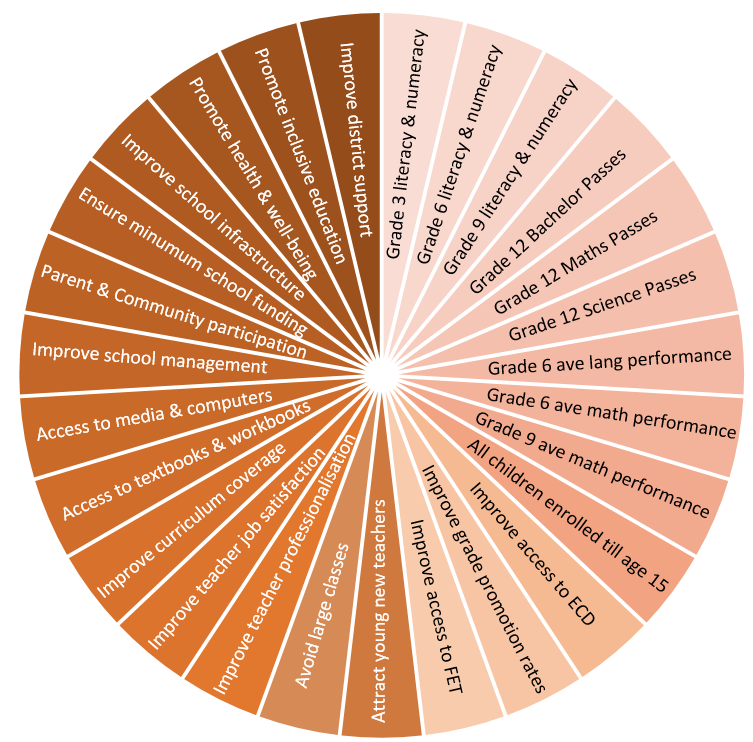 Grade 3 literacy & numeracy
Grade 6 literacy & numeracy
Grade 9 literacy & numeracy
Grade 12 Bachelor Passes
Grade 12 Maths Passes
Grade 12 Science Passes
Grade 6 ave lang performance
Grade 6 ave math performance
Grade 9 ave math performance
All children enrolled till age 15
Improve access to ECD
Improve grade promotion rates
Improve access to FET
Attract young new teachers
Avoid large classes
Improve teacher professionalisation
Improve teacher job satisfaction
Improve curriculum coverage
Access to textbooks & workbooks
Access to media & computers
Improve school management
Parent & Community participation
Ensure minumum school funding
Improve school infrastructure
Promote health & well-being
Promote inclusive education
Improve district support